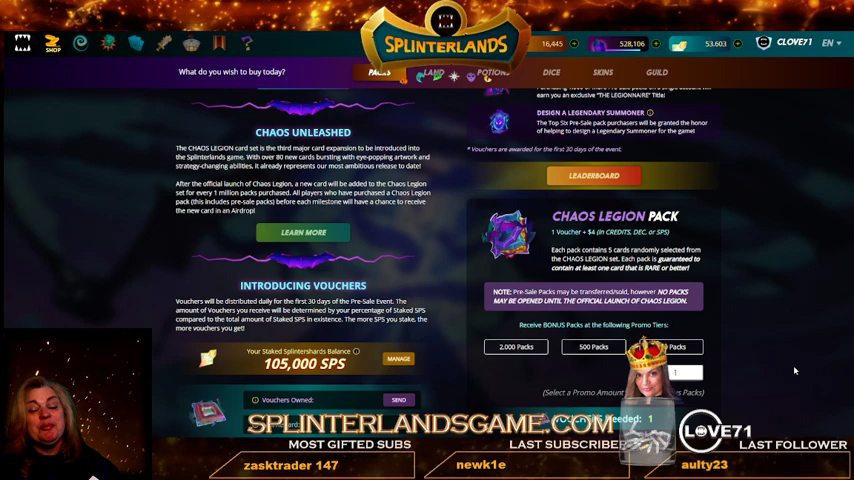 SPLINTERLANDS
SHOP
16,445
528,106
53.603
CLOVE71
EN
What do you wish to buy today?
PACKS
LAND
POTIONS
DICE
SKINS
GUILD
CHAOS UNLEASHED
The CHAOS LEGION card set is the third major card expansion to be introduced into
the Splinterlands game. With over 80 new cards bursting with eye-popping artwork and
strategy-changing abilities, it already represents our most ambitious release to date!
After the official launch of Chaos Legion, a new card will be added to the Chaos Legion
set for every 1 million packs purchased. All players who have purchased a Chaos Legion
pack (this includes pre-sale packs) before each milestone will have a chance to receive
the new card in an Airdrop!
LEARN MORE
INTRODUCING VOUCHERS
Vouchers will be distributed daily for the first 30 days of the Pre-Sale Event. The
amount of Vouchers you receive will be determined by your percentage of Staked SPS
compared to the total amount of Staked SPS in existence. The more SPS you stake, the
more vouchers you get!
Your Staked Splintershards Balance
105,000 SPS
MANAGE
Vouchers Owned:
SEND
earn you an exclusive "THE LEGIONNAIRE" Title!
DESIGN A LEGENDARY SUMMONER
The Top Six Pre-Sale pack purchasers will be granted the honor
of helping to design a Legendary Summoner for the game!
* Vouchers are awarded for the first 30 days of the event.
LEADERBOARD
CHAOS LEGION PACK
1 Voucher + $4 (in CREDITS, DEC, or SPS)
Each pack contains 5 cards randomly selected from
the CHAOS LEGION set. Each pack is guaranteed to
contain at least one card that is RARE or better!
NOTE: Pre-Sale Packs may be transferred/sold, however NO PACKS
MAY BE OPENED UNTIL THE OFFICIAL LAUNCH OF CHAOS LEGION.
Receive BONUS Packs at the following Promo Tiers:
2,000 Packs
500 Packs
Packs
1
(Select a Promo Amount
Packs)
Needed: 1
SPLINTERLANDSGAME.COM
LOVE71
MOST GIFTED SUBS
LAST SUBSCRIBER
LAST FOLLOWER
zasktrader 147
newk1e
aulty23